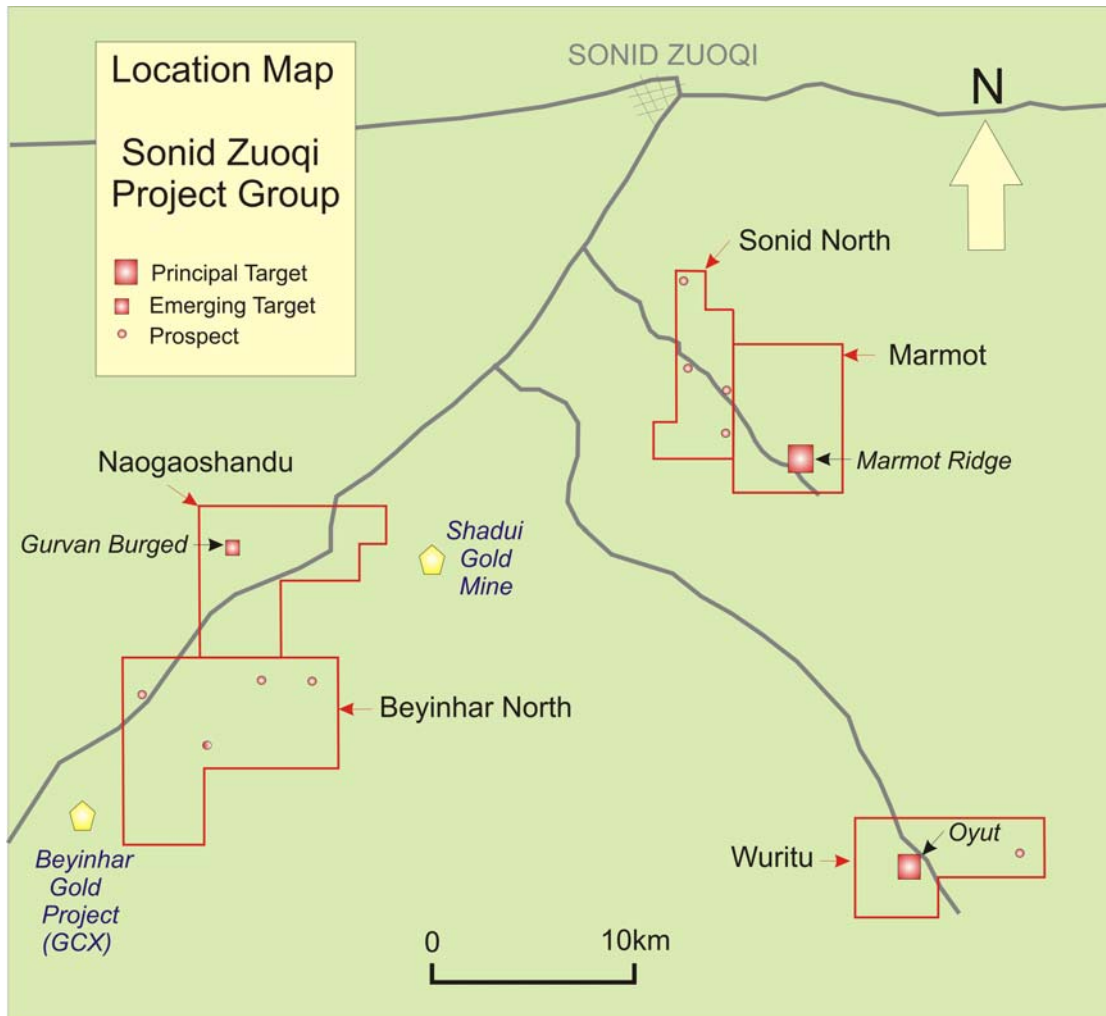 Location Map
Sonid Zuoqi
Project Group
Principal Target
Emerging Target
Prospect
SONID ZUOQI
N
Sonid North
Marmot
Marmot Ridge
Naogaoshandu
Gurvan Burged
Shadui
Gold
Mine
Beyinhar North
Beyinhar
Gold
Project
(GCX)
Wuritu
Oyut
0 10km